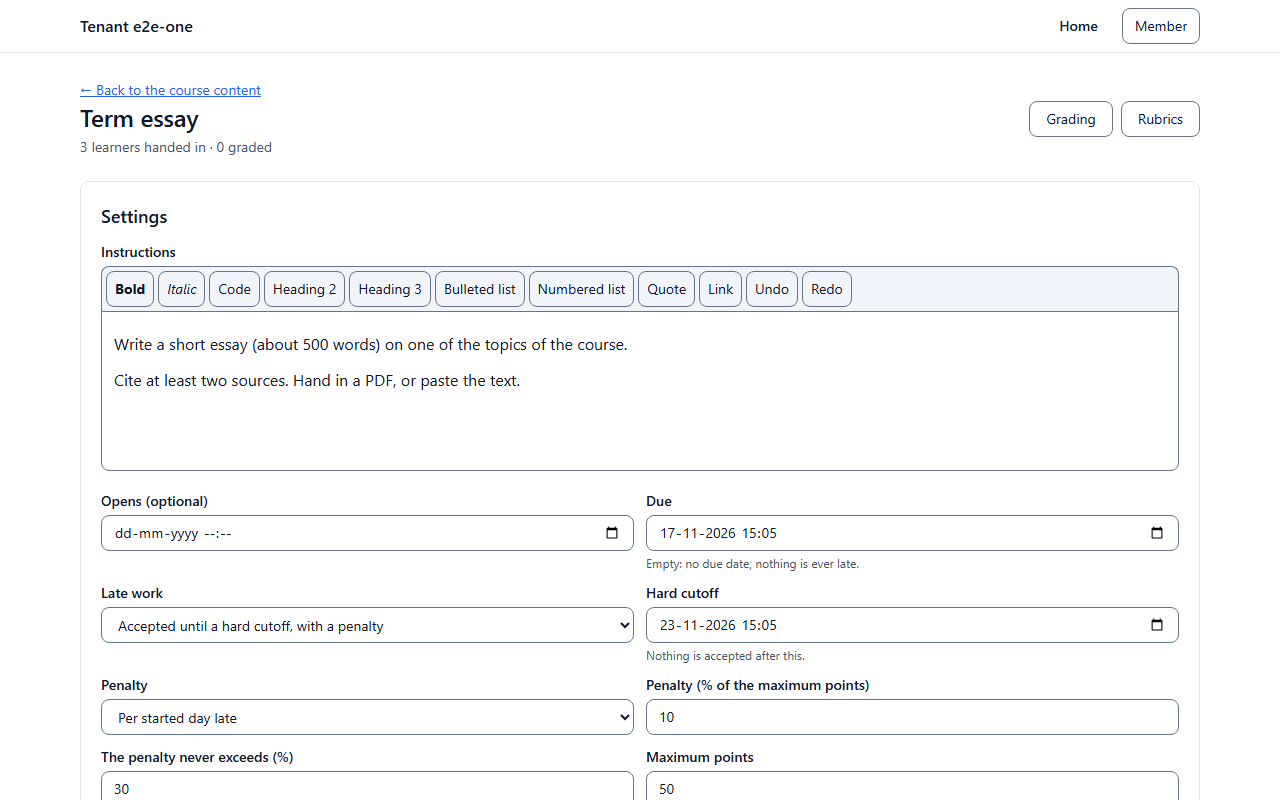 Tenant e2e-one
Home
Member
← Back to the course content
Term essay
Grading
Rubrics
3 learners handed in · 0 graded
Settings
Instructions
Bold
Italic
Code
Heading 2
Heading 3
Bulleted list
Numbered list
Quote
Link
Undo
Redo
Write a short essay (about 500 words) on one of the topics of the course.
Cite at least two sources. Hand in a PDF, or paste the text.
Opens (optional)
Due
dd-mm-yyyy --:--
17-11-2026 15:05
Empty: no due date, nothing is ever late.
Late work
Hard cutoff
Accepted until a hard cutoff, with a penalty
23-11-2026 15:05
Nothing is accepted after this.
Penalty
Penalty (% of the maximum points)
Per started day late
10
The penalty never exceeds (%)
Maximum points
30
50